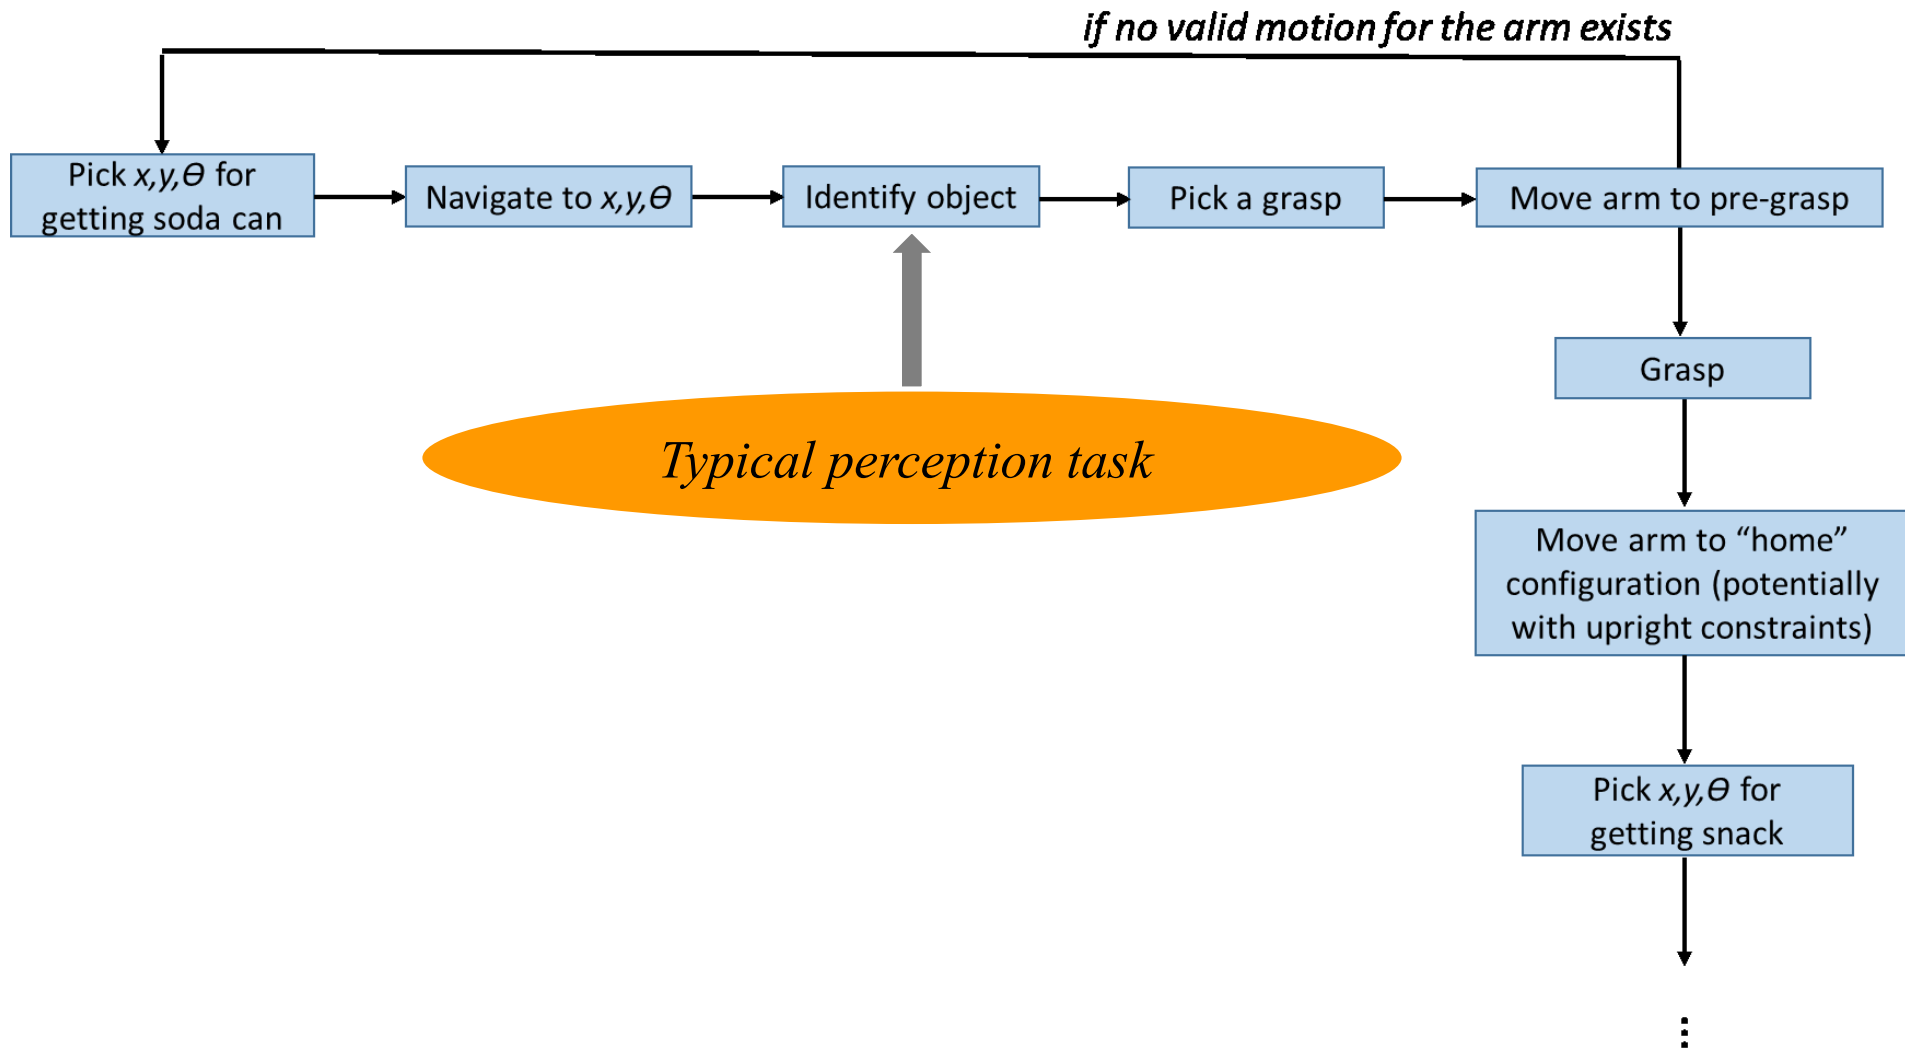 if no valid motion for the arm exists
Pick x,y,ϴ for
getting soda can
Navigate to x,y,ϴ
Identify object
Pick a grasp
Move arm to pre-grasp
Grasp
Typical perception task
Move arm to “home”
configuration (potentially
with upright constraints)
Pick x,y,ϴ for
getting snack
⋮